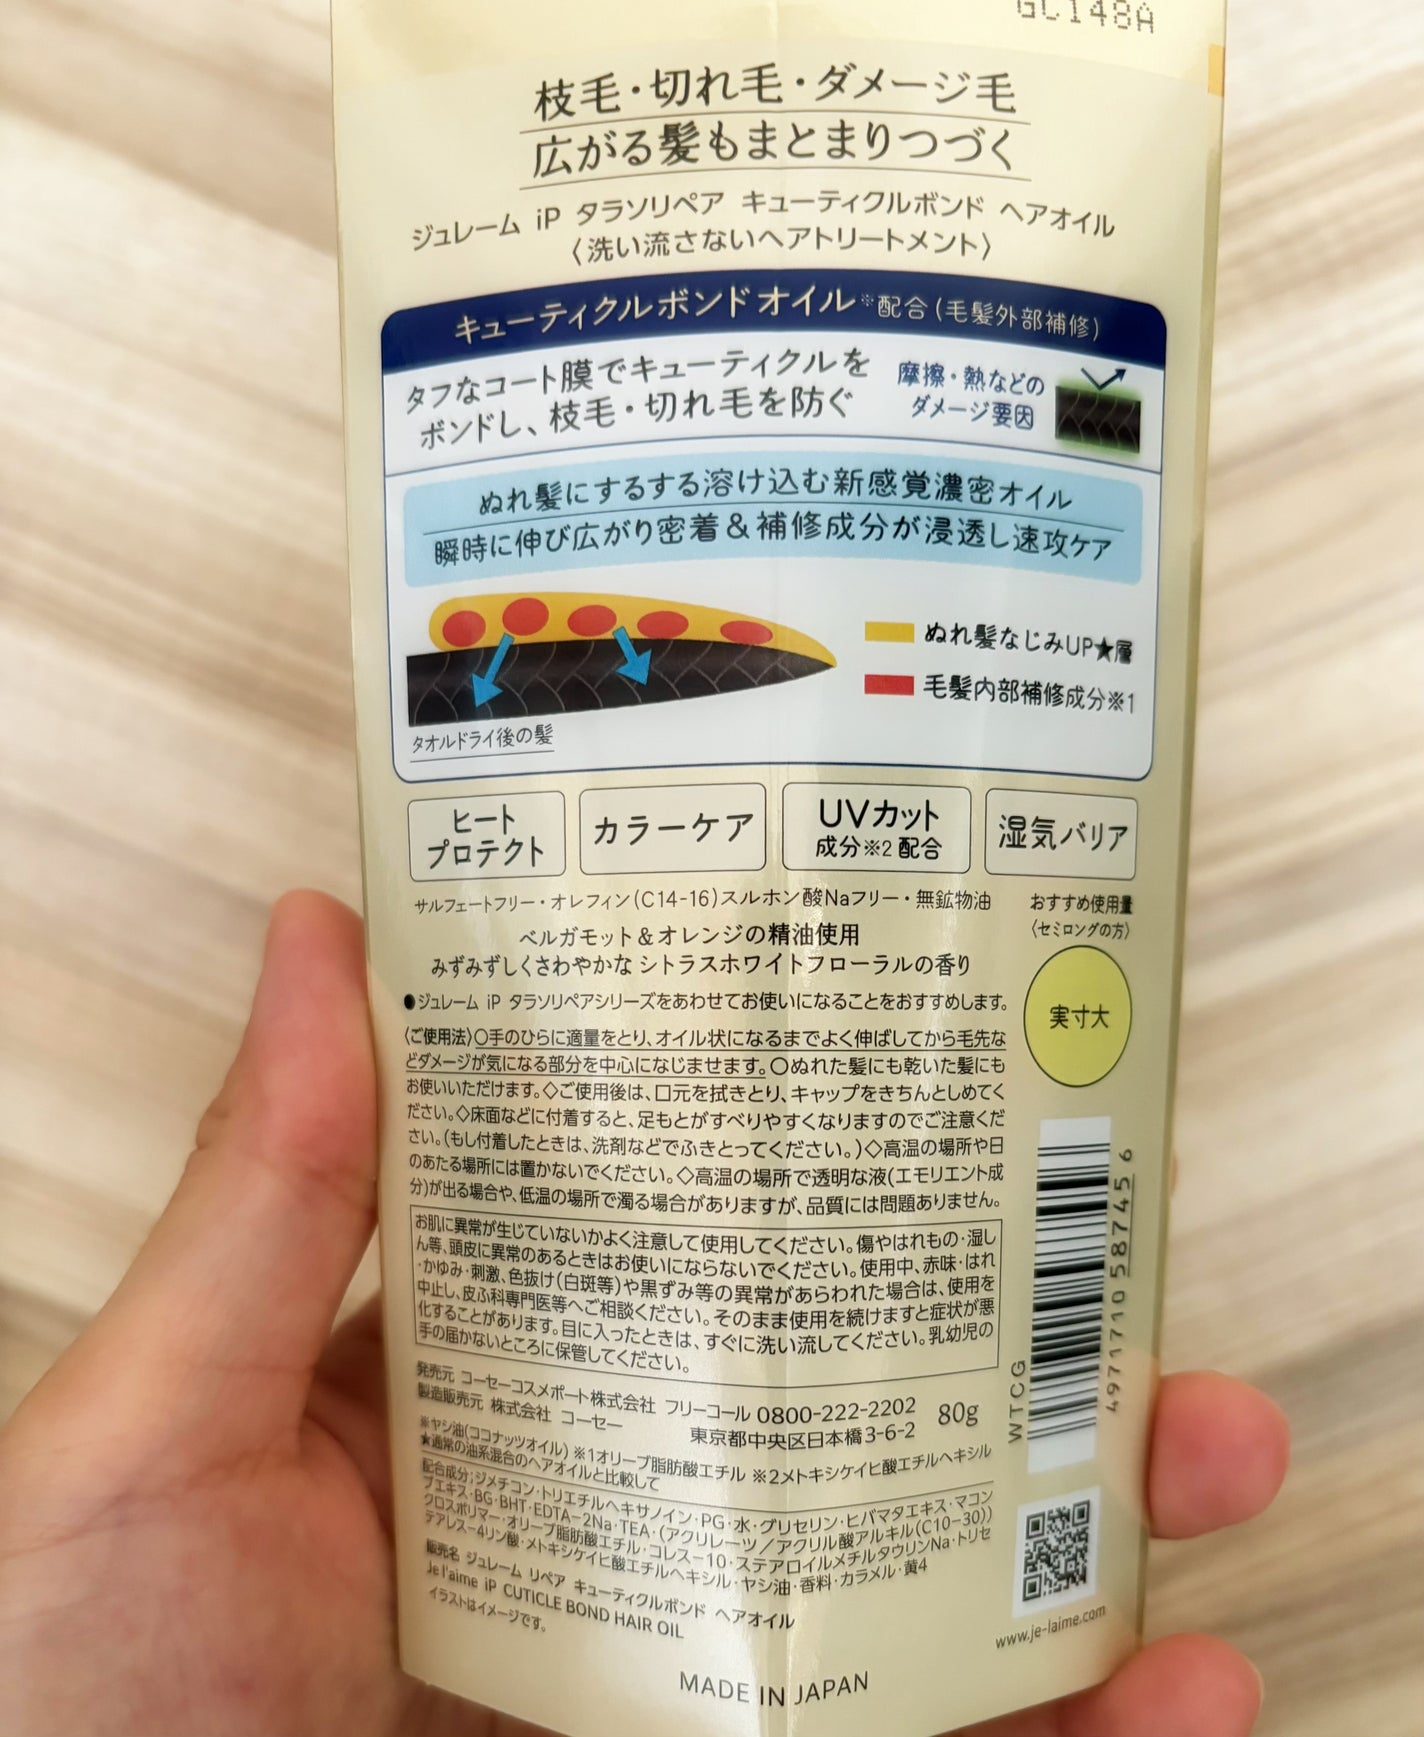 GC148A
枝毛・切れ毛・ダメージ毛
広がる髪もまとまりつづく
ジュレーム iP タラソリペア キューティクルボンド ヘアオイル
〈洗い流さないヘアトリートメント〉
キューティクルボンドオイル※配合(毛髪外部補修)
タフなコート膜でキューティクルを
ボンドし、枝毛・切れ毛を防ぐ
摩擦・熱などの
ダメージ要因
ぬれ髪にするする溶け込む新感覚濃密オイル
瞬時に伸び広がり密着&補修成分が浸透し速攻ケア
ぬれ髪なじみUP★層
毛髪内部補修成分※1
タオルドライ後の髪
ヒート
プロテクト
カラーケア
UVカット
成分※2配合
湿気バリア
サルフェートフリー・オレフィン(C14-16)スルホン酸Naフリー・無鉱物油
ベルガモット&オレンジの精油使用
みずみずしくさわやかな シトラスホワイトフローラルの香り
おすすめ使用量
〈セミロングの方〉
実寸大
●ジュレーム iP タラソリペアシリーズをあわせてお使いになることをおすすめします。
〈ご使用法〉〇手のひらに適量をとり、オイル状になるまでよく伸ばしてから毛先な
どダメージが気になる部分を中心になじませます。〇ぬれた髪にも乾いた髪にも
お使いいただけます。◇ご使用後は、口元を拭きとり、キャップをきちんとしめてく
ださい。◇床面などに付着すると、足もとがすべりやすくなりますのでご注意くだ
さい。(もし付着したときは、洗剤などでふきとってください。)◇高温の場所や日
のあたる場所には置かないでください。◇高温の場所で透明な液(エモリエント成
分)が出る場合や、低温の場所で濁る場合がありますが、品質には問題ありません。
お肌に異常が生じていないかよく注意して使用してください。傷やはれもの・湿し
ん等、頭皮に異常のあるときはお使いにならないでください。使用中、赤味・はれ
・かゆみ・刺激、色抜け(白斑等)や黒ずみ等の異常があらわれた場合は、使用を
中止し、皮ふ科専門医等へご相談ください。そのまま使用を続けますと症状が悪
化することがあります。目に入ったときは、すぐに洗い流してください。乳幼児の
手の届かないところに保管してください。
発売元 コーセーコスメポート株式会社 フリーコール 0800-222-2202
製造販売元 株式会社 コーセー 東京都中央区日本橋3-6-2
80g
※ヤシ油(ココナッツオイル) ※1オリーブ脂肪酸エチル ※2メトキシケイヒ酸エチルヘキシル
★通常の油系混合のヘアオイルと比較して
配合成分;ジメチコン・トリエチルヘキサノイン・PG・水・グリセリン・ヒバマタエキス・マコン
ブエキス・BG・BHT・EDTA-2Na・TEA・(アクリレーツ/アクリル酸アルキル(C10-30))
クロスポリマー・オリーブ脂肪酸エチル・コレス-10・ステアロイルメチルタウリンNa・トリセ
テアレス-4リン酸・メトキシケイヒ酸エチルヘキシル・ヤシ油・香料・カラメル・黄4
販売名 ジュレーム リペア キューティクルボンド ヘアオイル
Je l'aime iP CUTICLE BOND HAIR OIL
イラストはイメージです。
WTCG
4971710587456
www.je-laime.com
MADE IN JAPAN